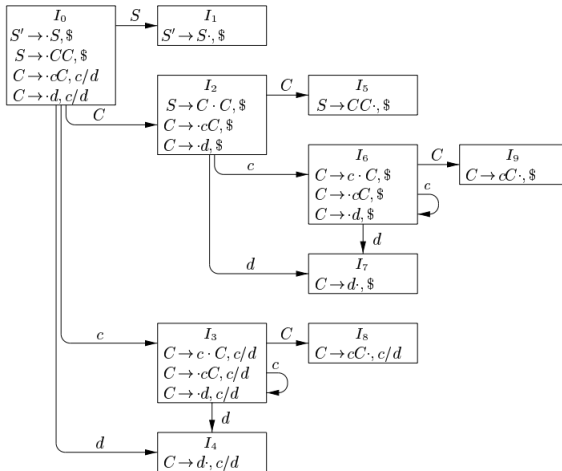 I₀
S′ → ·S, $
S → ·CC, $
C → ·cC, c/d
C → ·d, c/d
S
I₁
S′ → S·, $
C
I₂
S → C · C, $
C → ·cC, $
C → ·d, $
C
I₅
S → CC·, $
c
I₆
C → c · C, $
C → ·cC, $
C → ·d, $
C
I₉
C → cC·, $
c
d
d
I₇
C → d·, $
c
I₃
C → c · C, c/d
C → ·cC, c/d
C → ·d, c/d
C
I₈
C → cC·, c/d
c
d
d
I₄
C → d·, c/d